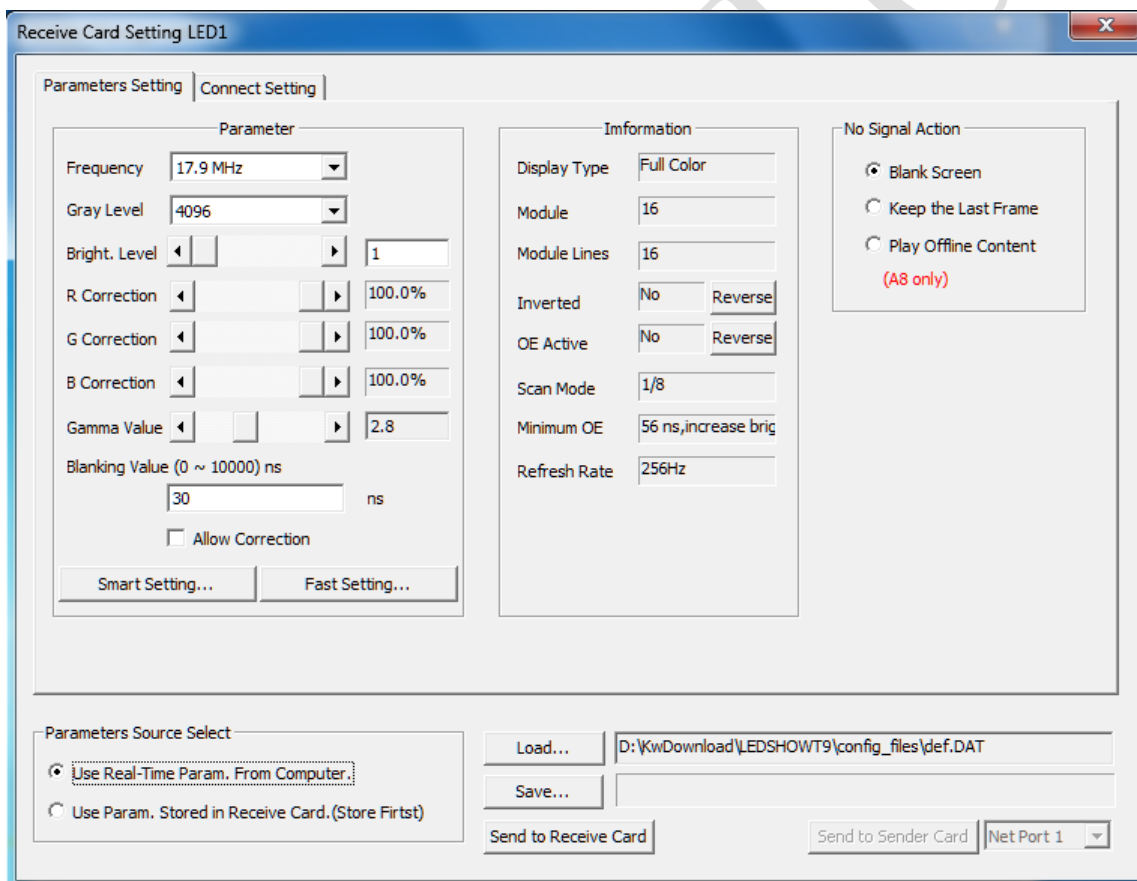 Receive Card Setting LED1
Parameters Setting
Connect Setting
Parameter
Frequency 17.9 MHz
Gray Level 4096
Bright. Level 1
R Correction 100.0%
G Correction 100.0%
B Correction 100.0%
Gamma Value 2.8
Blanking Value (0 ~ 10000) ns
30 ns
Allow Correction
Smart Setting... Fast Setting...
Imformation
Display Type Full Color
Module 16
Module Lines 16
Inverted No Reverse
OE Active No Reverse
Scan Mode 1/8
Minimum OE 56 ns,increase brig
Refresh Rate 256Hz
No Signal Action
Blank Screen
Keep the Last Frame
Play Offline Content
(A8 only)
Parameters Source Select
Use Real-Time Param. From Computer.
Use Param. Stored in Receive Card.(Store Firtst)
Load... D:\KwDownload\LEDSHOWT9\config_files\def.DAT
Save...
Send to Receive Card Send to Sender Card Net Port 1